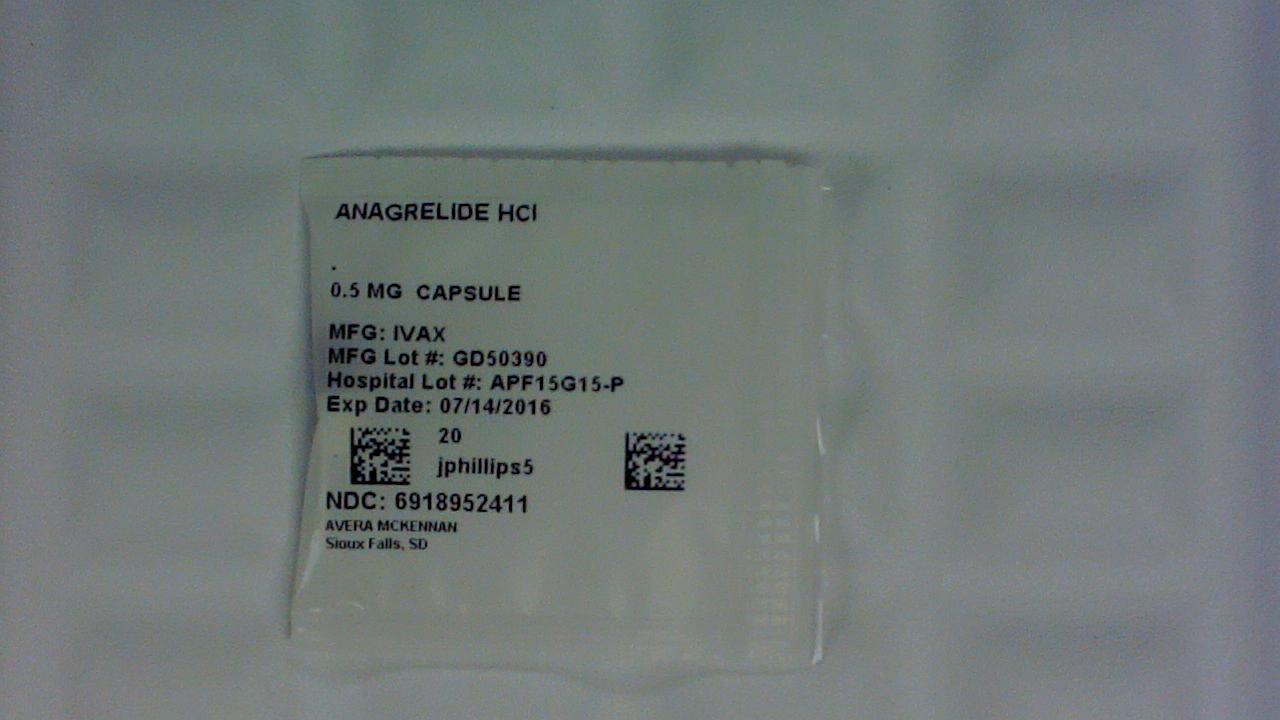 ANAGRELIDE HCl
.
0.5 MG CAPSULE
MFG: IVAX
MFG Lot #: GD50390
Hospital Lot #: APF15G15-P
Exp Date: 07/14/2016
20
jphillips5
NDC: 6918952411
AVERA MCKENNAN
Sioux Falls, SD